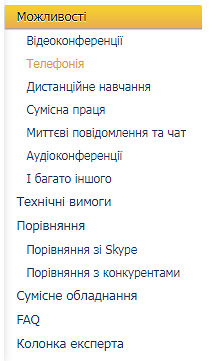 Можливості
Відеоконференції
Телефонія
Дистанційне навчання
Сумісна праця
Миттєві повідомлення та чат
Аудіоконференції
І багато іншого
Технічні вимоги
Порівняння
Порівняння зі Skype
Порівняння з конкурентами
Сумісне обладнання
FAQ
Колонка експерта